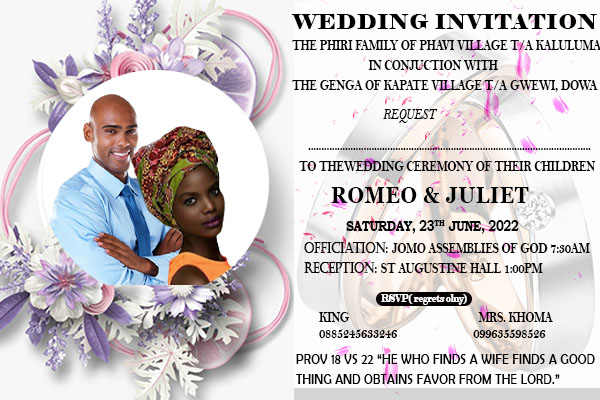 WEDDING INVITATION
THE PHIRI FAMILY OF PHAVI VILLAGE T/A KALULUMA
IN CONJUCTION WITH
THE GENGA OF KAPATE VILLAGE T/A GWEWI, DOWA
REQUEST
................................................................................
TO THEWEDDING CEREMONY OF THEIR CHILDREN
ROMEO & JULIET
SATURDAY, 23TH JUNE, 2022
OFFICIATION: JOMO ASSEMBLIES OF GOD 7:30AM
RECEPTION: ST AUGUSTINE HALL 1:00PM
RSVP( regrets olny)
KING MRS. KHOMA
0885245633246 099635598526
PROV 18 VS 22 “HE WHO FINDS A WIFE FINDS A GOOD
THING AND OBTAINS FAVOR FROM THE LORD.”